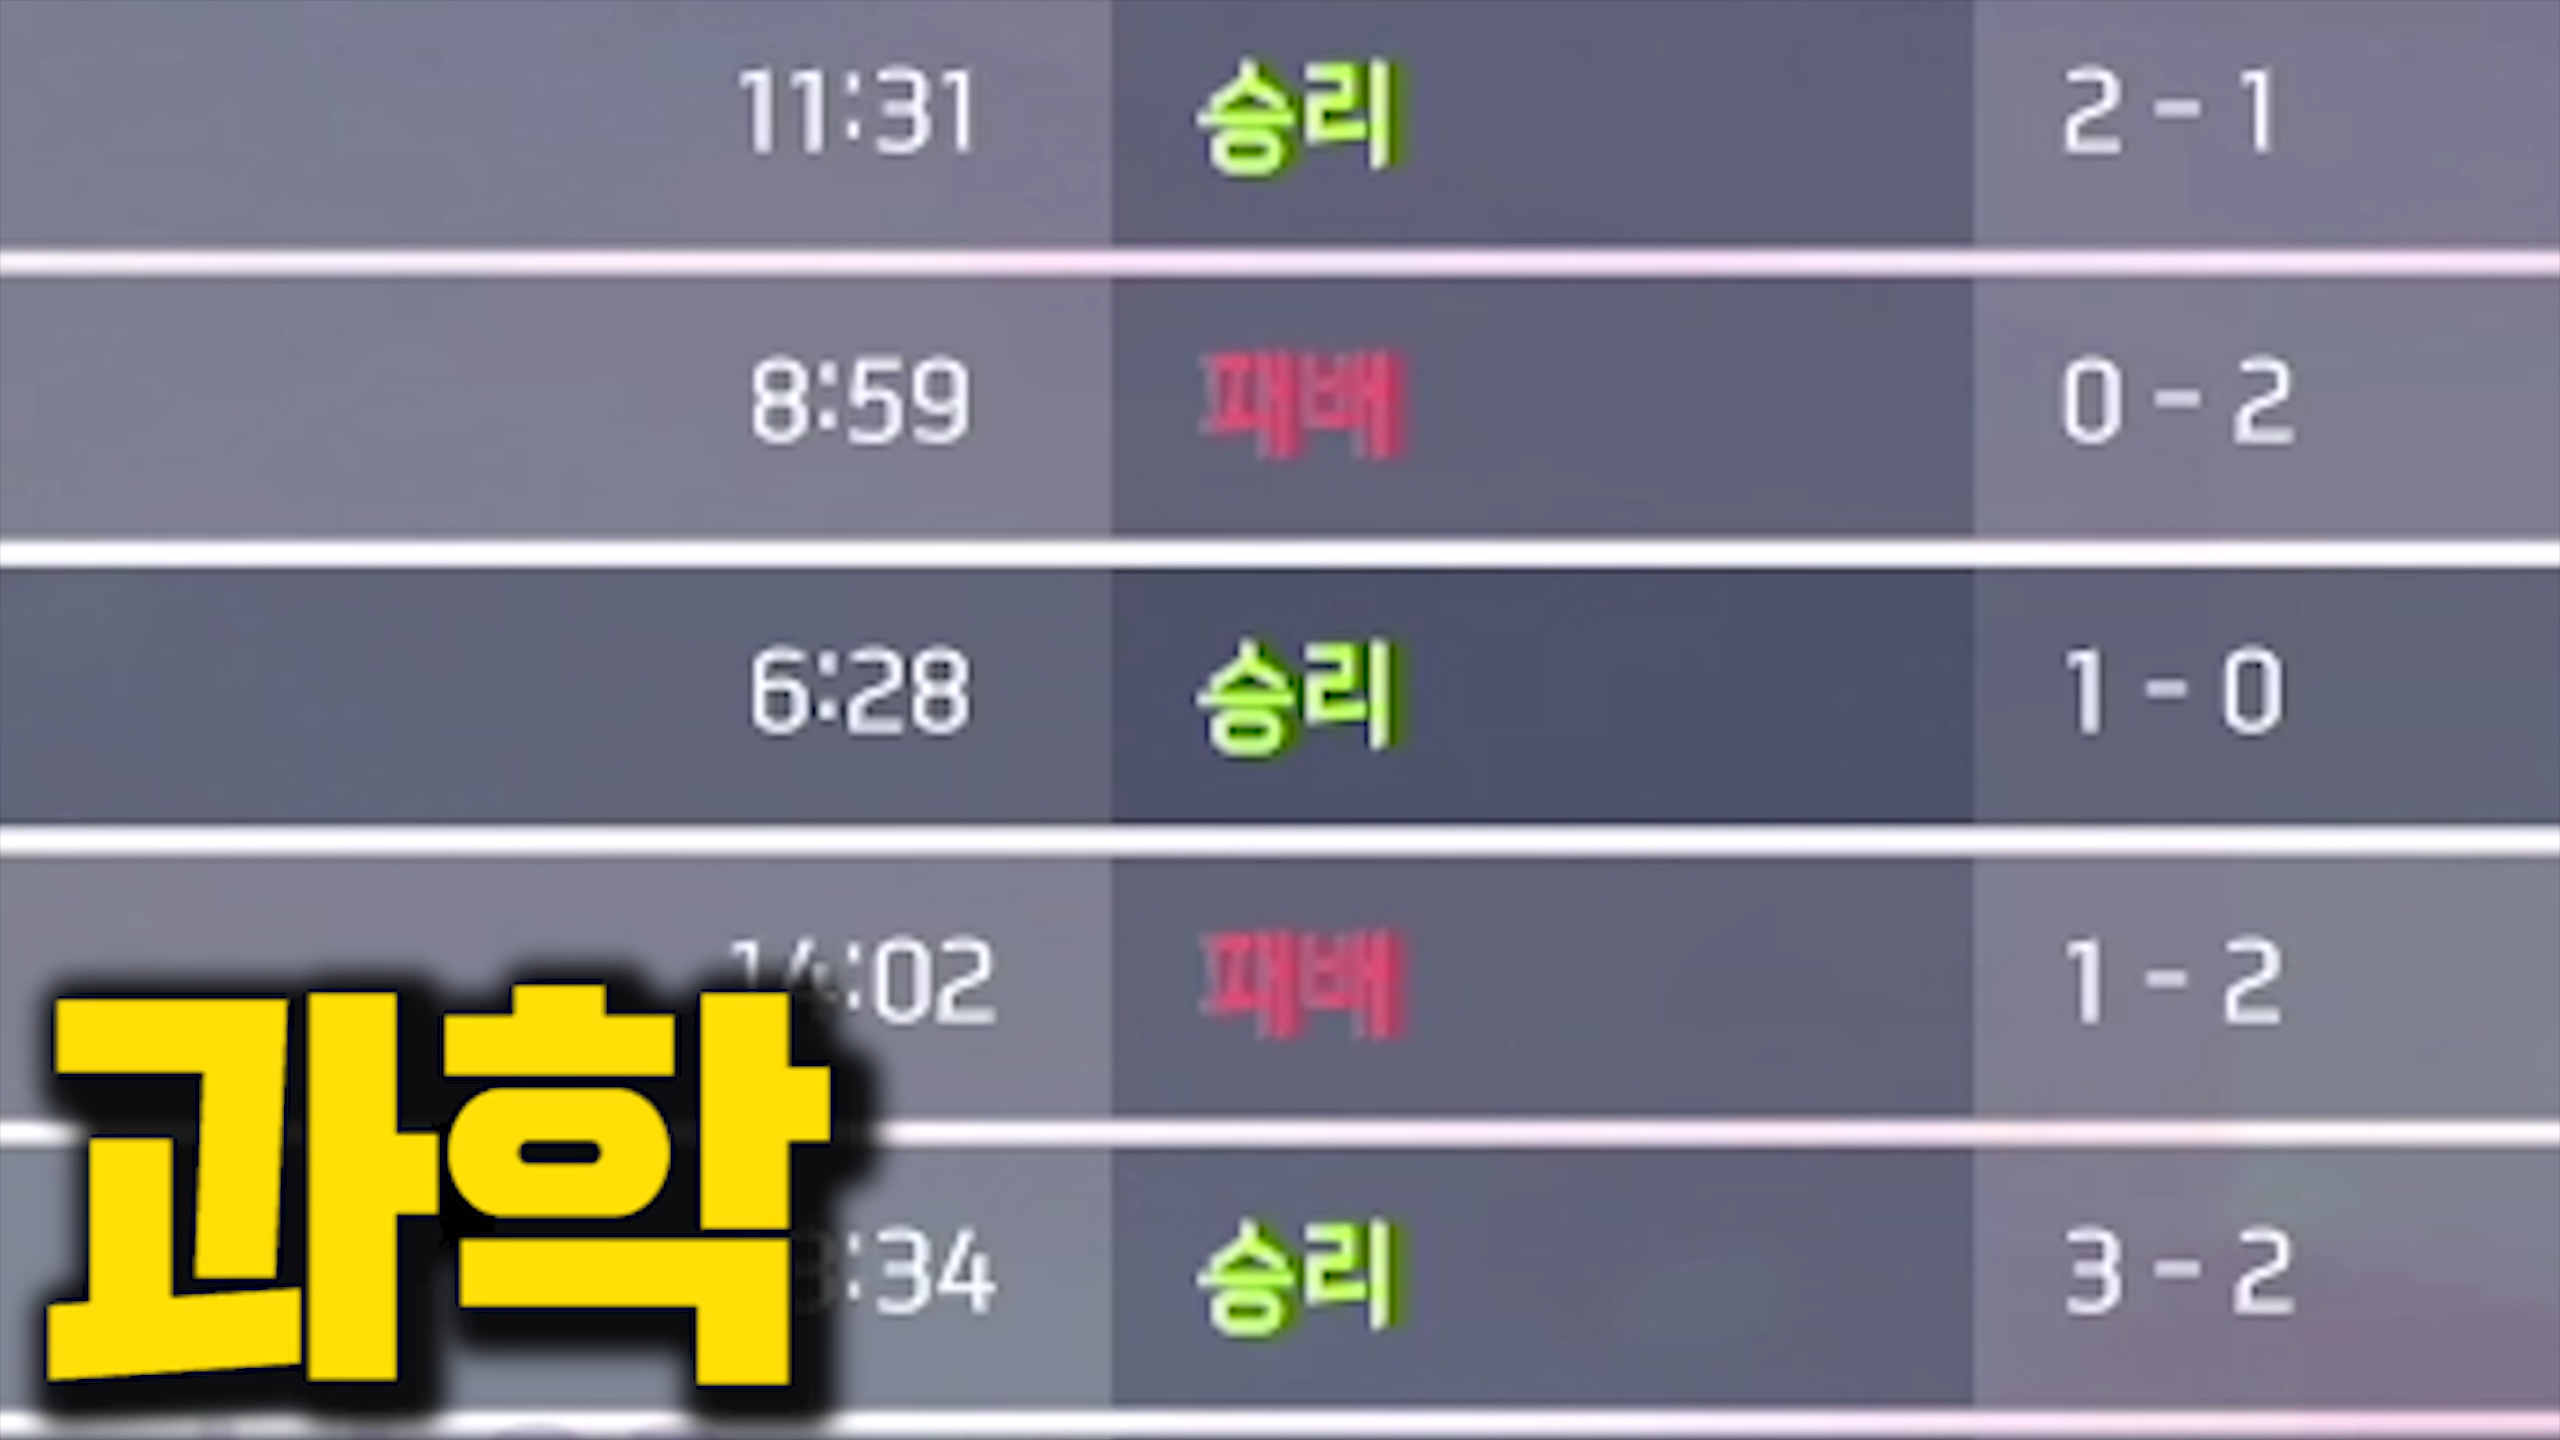 11:31 승리 2 - 1
8:59 패배 0 - 2
6:28 승리 1 - 0
14:02 패배 1 - 2
:34 승리 3 - 2
과학